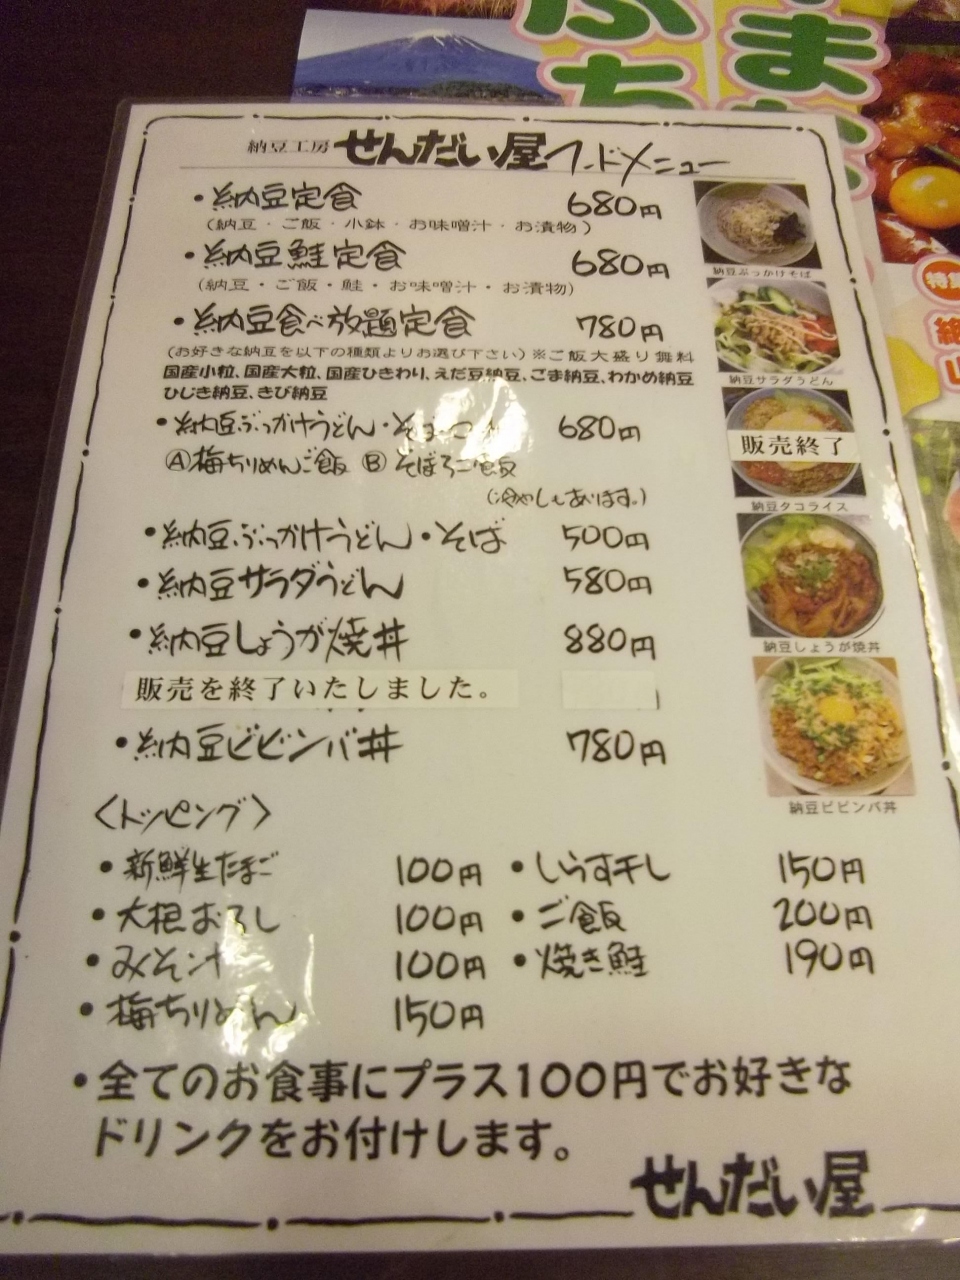 ふち
まか
納豆工房 せんだい屋 フードメニュー
・納豆定食 680円
(納豆・ご飯・小鉢・お味噌汁・お漬物)
・納豆鮭定食 680円
(納豆・ご飯・鮭・お味噌汁・お漬物)
・納豆食べ放題定食 780円
(お好きな納豆を以下の種類よりお選び下さい)※ご飯大盛り無料
国産小粒、国産大粒、国産ひきわり、えだ豆納豆、ごま納豆、わかめ納豆
ひじき納豆、きび納豆
・納豆ぶっかけうどん・そば 680円
Ⓐ梅ちりめんご飯 Ⓑそぼろご飯
(冷やしもあります。)
・納豆ぶっかけうどん・そば 500円
・納豆サラダうどん 580円
・納豆しょうが焼丼 880円
販売を終了いたしました。
・納豆ビビンバ丼 780円
納豆ぶっかけそば
納豆サラダうどん
販売終了
納豆タコライス
納豆しょうが焼丼
納豆ビビンバ丼
〈トッピング〉
・新鮮生たまご 100円 ・しらす干し 150円
・大根おろし 100円 ・ご飯 200円
・みそ汁 100円 ・焼き鮭 190円
・梅ちりめん 150円
・全てのお食事にプラス100円でお好きな
ドリンクをお付けします。
せんだい屋
特集